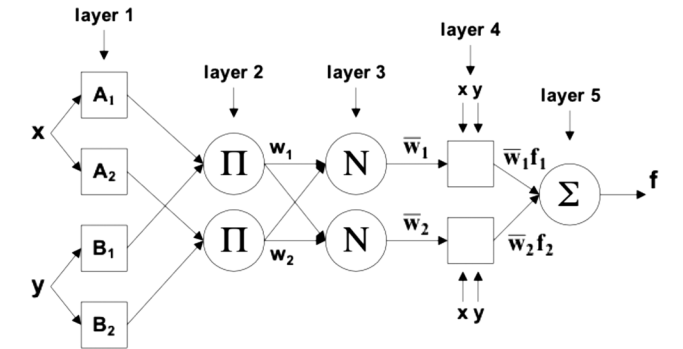 layer 1
layer 4
layer 2
layer 3
x y
layer 5
A₁
x
w₁
w̅₁
w̅₁f₁
Π
N
A₂
Σ
f
B₁
Π
N
w̅₂
w₂
w̅₂f₂
y
B₂
x y